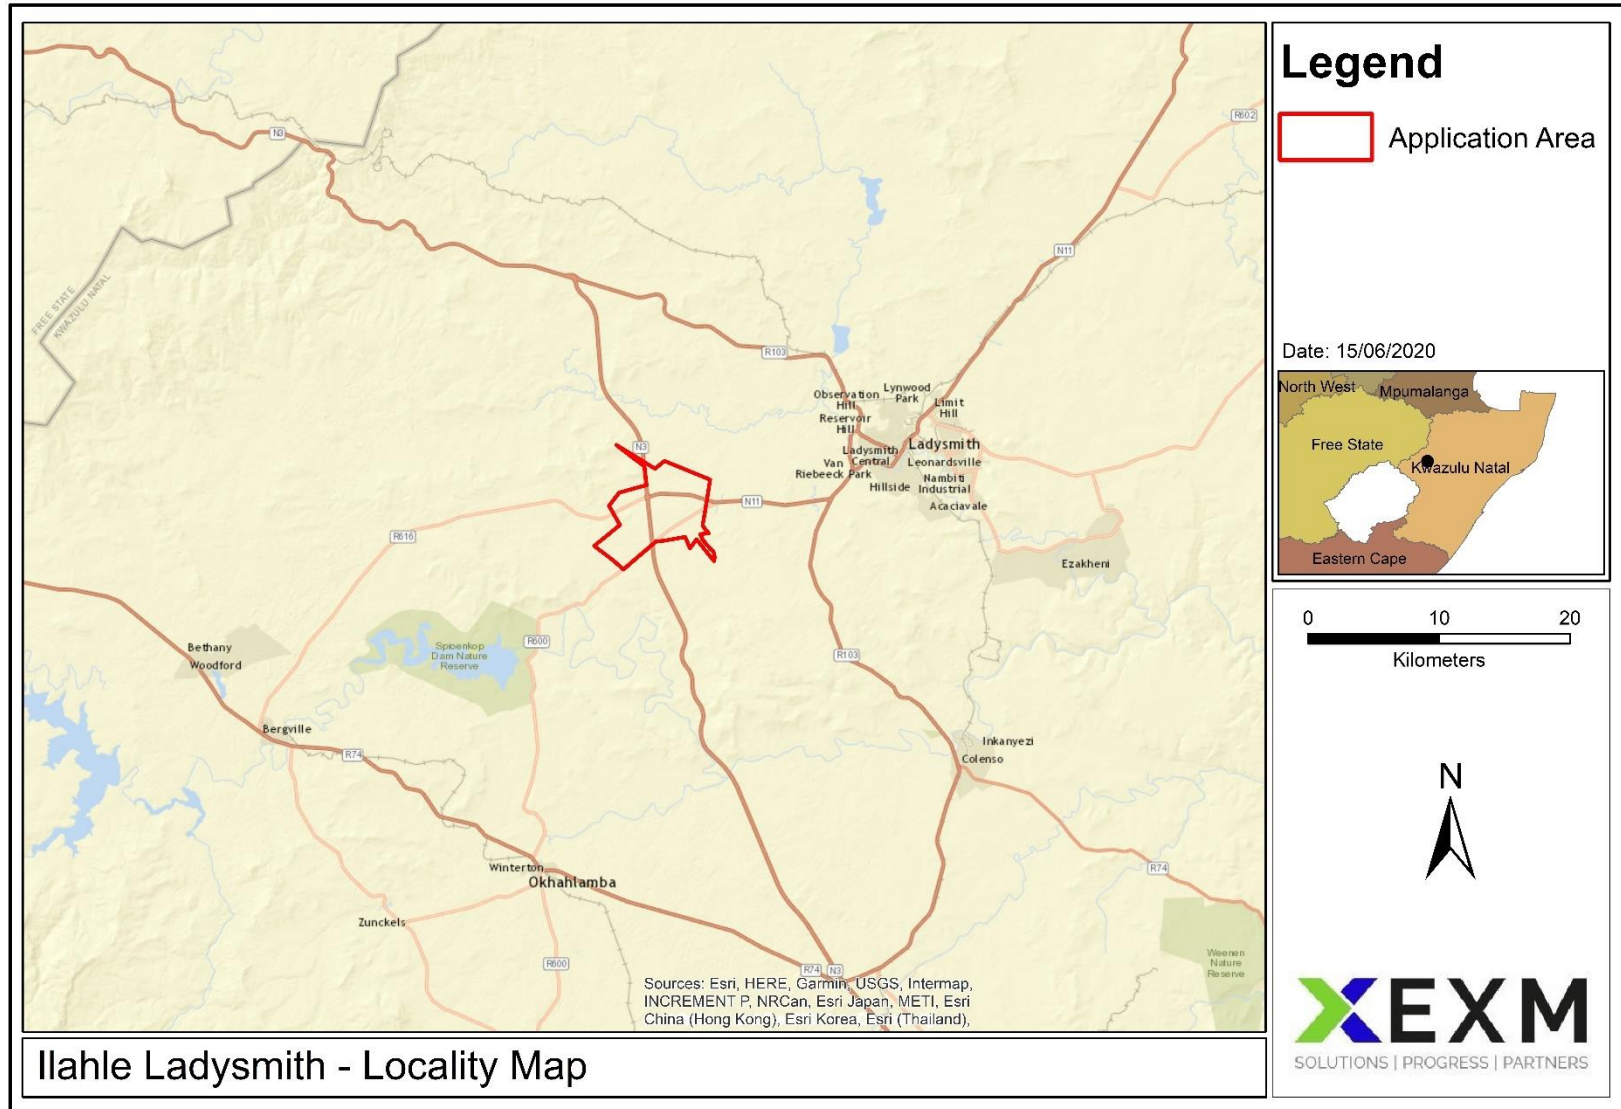 N3
R602
FREE STATE
KWAZULU NATAL
N11
R103
Lynwood
Park
Observation
Hill
Limit
Hill
Reservoir
Hill
Ladysmith
N3
Ladysmith
Central
Leonardsville
Van
Riebeeck Park
Nambiti
Industrial
Hillside
Acaciavale
N11
R616
Ezakheni
R600
Spioenkop
Dam Nature
Reserve
Bethany
Woodford
R103
Bergville
R74
Inkanyezi
Colenso
Winterton
Okhahlamba
R74
Zunckels
R600
R74
N3
Weenen
Nature
Reserve
Sources: Esri, HERE, Garmin, USGS, Intermap,
INCREMENT P, NRCan, Esri Japan, METI, Esri
China (Hong Kong), Esri Korea, Esri (Thailand),
Ilahle Ladysmith - Locality Map
Legend
Application Area
Date: 15/06/2020
North West
Mpumalanga
Free State
Kwazulu Natal
Eastern Cape
0 10 20
Kilometers
N
XEXM
SOLUTIONS | PROGRESS | PARTNERS